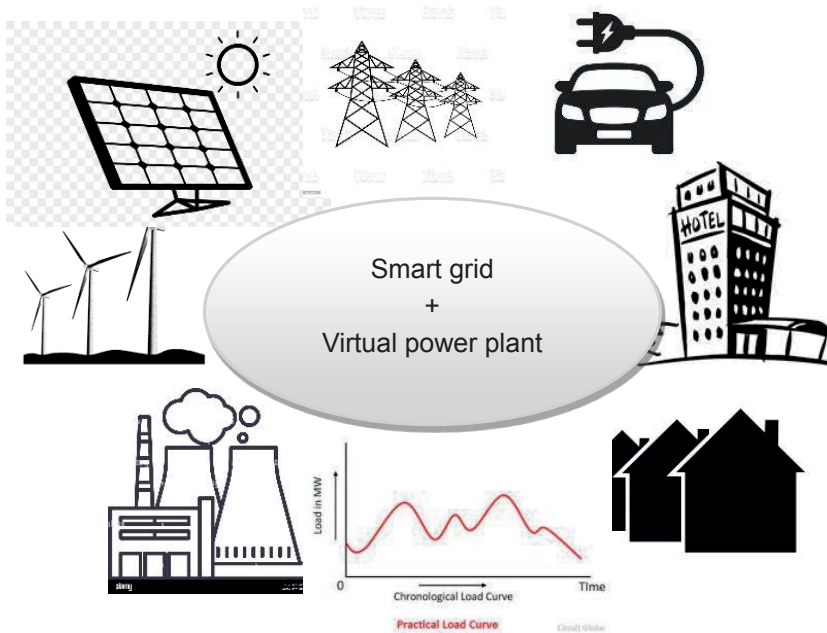 HOTEL
Smart grid
+
Virtual power plant
Load in MW
0
Time
Chronological Load Curve
Practical Load Curve
Circuit Globe
alamy